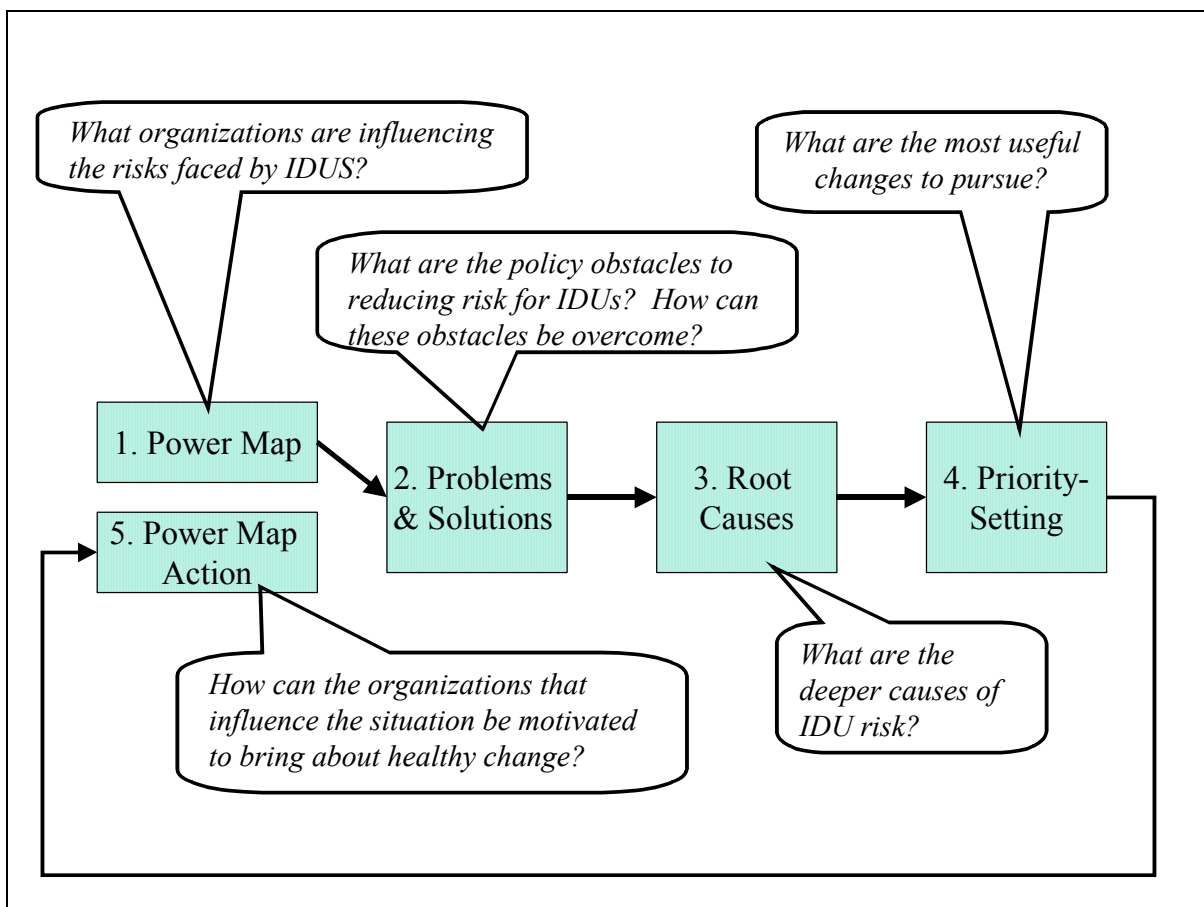 What organizations are influencing
the risks faced by IDUS?
What are the most useful
changes to pursue?
What are the policy obstacles to
reducing risk for IDUs?  How can
these obstacles be overcome?
1. Power Map
2. Problems
& Solutions
3. Root
Causes
4. Priority-
Setting
5. Power Map
Action
How can the organizations that
influence the situation be motivated
to bring about healthy change?
What are the
deeper causes of
IDU risk?